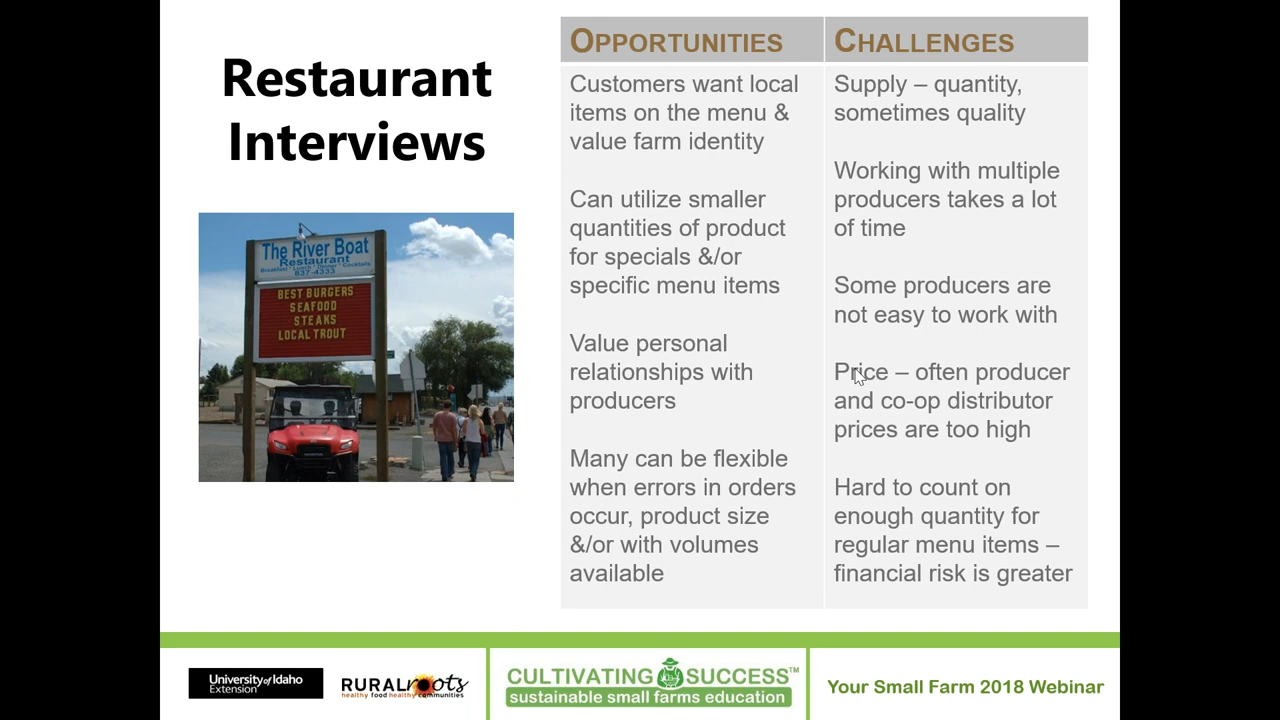 Restaurant
Interviews
The River Boat
Restaurant
Breakfast * Lunch * Dinner * Cocktails
837-4333
BEST BURGERS
SEAFOOD
STEAKS
LOCAL TROUT
OPPORTUNITIES
Customers want local
items on the menu &
value farm identity
Can utilize smaller
quantities of product
for specials &/or
specific menu items
Value personal
relationships with
producers
Many can be flexible
when errors in orders
occur, product size
&/or with volumes
available
CHALLENGES
Supply – quantity,
sometimes quality
Working with multiple
producers takes a lot
of time
Some producers are
not easy to work with
Price – often producer
and co-op distributor
prices are too high
Hard to count on
enough quantity for
regular menu items –
financial risk is greater
University of Idaho
Extension
RURAL roots
healthy food healthy communities
CULTIVATING SUCCESS™
sustainable small farms education
Your Small Farm 2018 Webinar